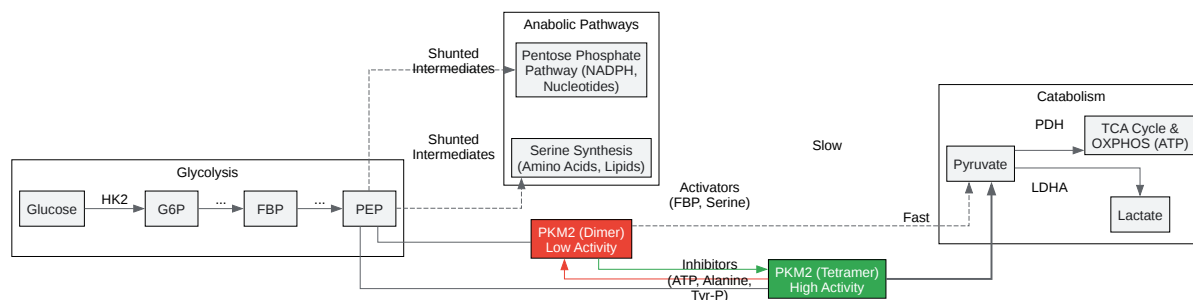 Anabolic Pathways
Shunted
Intermediates
Pentose Phosphate
Pathway (NADPH,
Nucleotides)
Shunted
Intermediates
Serine Synthesis
(Amino Acids, Lipids)
Glycolysis
Glucose
HK2
G6P
...
FBP
...
PEP
Activators
(FBP, Serine)
Slow
Fast
PKM2 (Dimer)
Low Activity
Inhibitors
(ATP, Alanine,
Tyr-P)
PKM2 (Tetramer)
High Activity
Catabolism
Pyruvate
PDH
TCA Cycle &
OXPHOS (ATP)
LDHA
Lactate